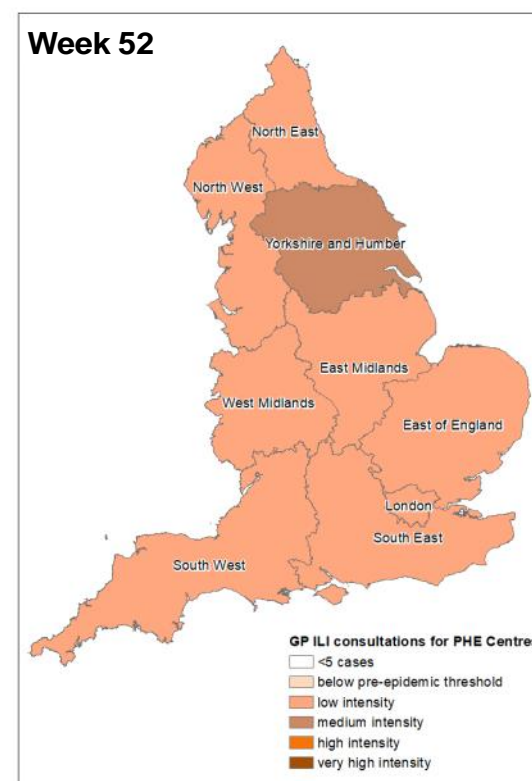 Week 52
North East
North West
Yorkshire and Humber
East Midlands
West Midlands
East of England
London
South East
South West
GP ILI consultations for PHE Centres
<5 cases
below pre-epidemic threshold
low intensity
medium intensity
high intensity
very high intensity